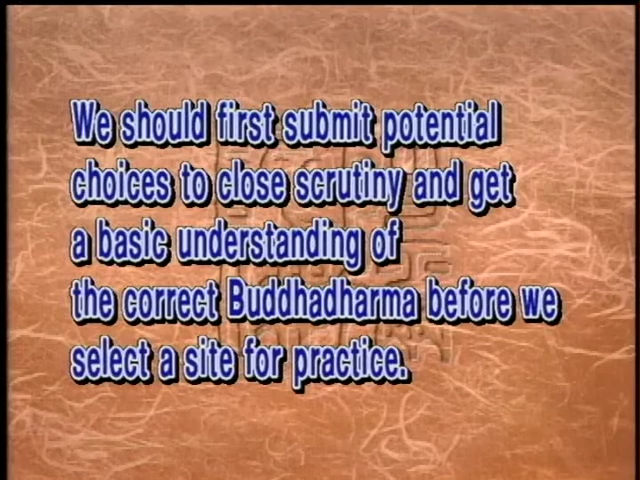 We should first submit potential
choices to close scrutiny and get
a basic understanding of
the correct Buddhadharma before we
select a site for practice.